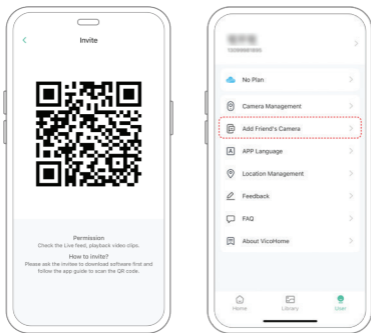 Invite
Permission
Check the Live feed, playback video clips.
How to invite?
Please ask the invitee to download software first and
follow the app guide to scan the QR code.
No Plan
Camera Management
Add Friend's Camera
APP Language
Location Management
Feedback
FAQ
About VicoHome
Home
Library
User